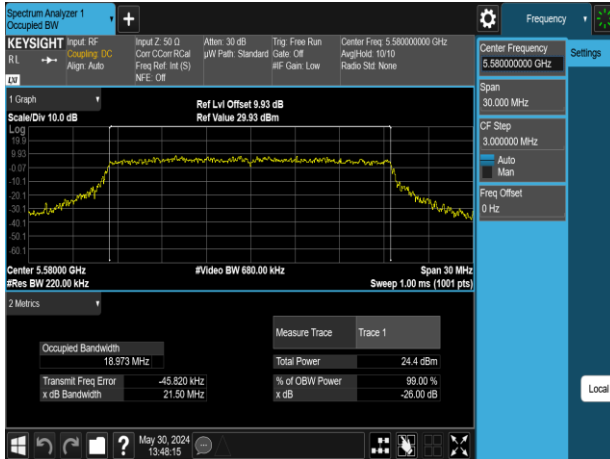 Spectrum Analyzer 1
Occupied BW
Frequency
KEYSIGHT
RL
LXI
Input: RF
Coupling: DC
Align: Auto
Input Z: 50 Ω
Corr CCorr RCal
Freq Ref: Int (S)
NFE: Off
Atten: 30 dB
µW Path: Standard
Trig: Free Run
Gate: Off
#IF Gain: Low
Center Freq: 5.580000000 GHz
Avg|Hold: 10/10
Radio Std: None
Center Frequency
5.580000000 GHz
Settings
Span
30.000 MHz
CF Step
3.000000 MHz
Auto
Man
Freq Offset
0 Hz
Local
1 Graph
Scale/Div 10.0 dB
Ref Lvl Offset 9.93 dB
Ref Value 29.93 dBm
Log
19.9
9.93
-0.07
-10.1
-20.1
-30.1
-40.1
-50.1
-60.1
Center 5.58000 GHz
#Res BW 220.00 kHz
#Video BW 680.00 kHz
Span 30 MHz
Sweep 1.00 ms (1001 pts)
2 Metrics
Measure Trace Trace 1
Occupied Bandwidth
18.973 MHz
Total Power 24.4 dBm
Transmit Freq Error -45.820 kHz
% of OBW Power 99.00 %
x dB Bandwidth 21.50 MHz
x dB -26.00 dB
?
May 30, 2024
13:48:15